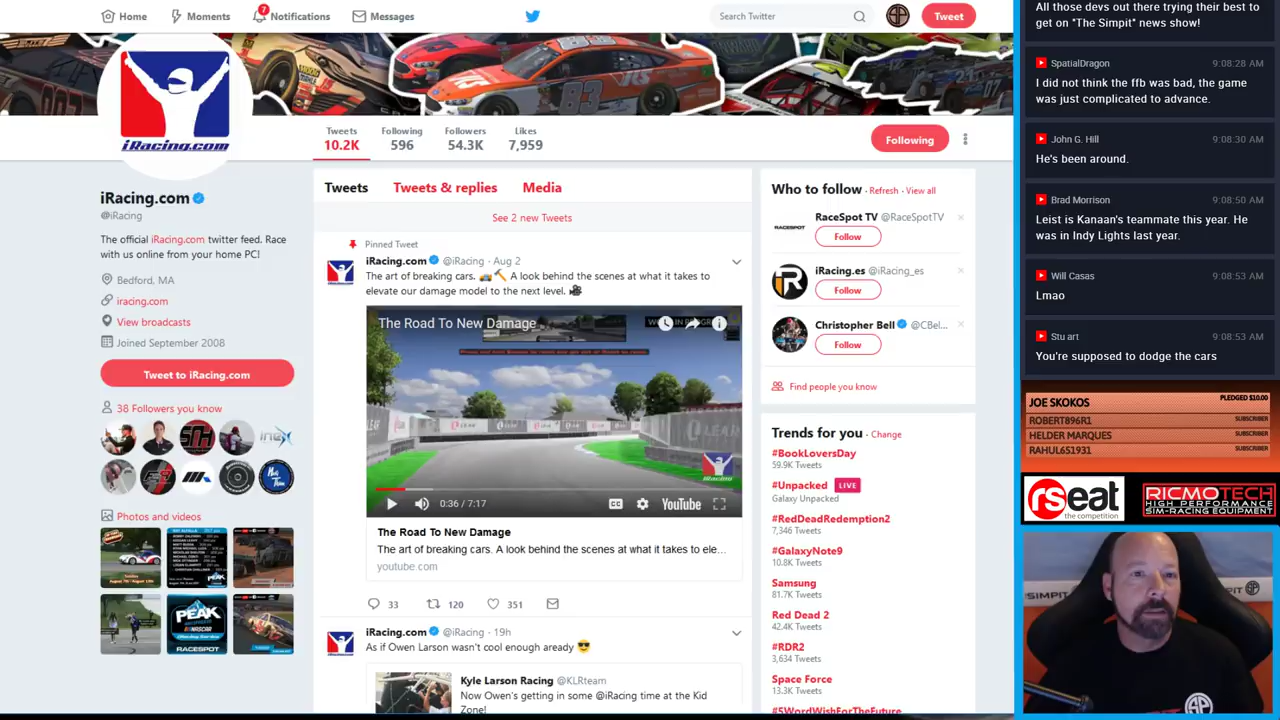 Home
Moments
7
Notifications
Messages
Search Twitter
Tweet
iRacing.com
83
21
Tweets
10.2K
Following
596
Followers
54.3K
Likes
7,959
Following
iRacing.com
@iRacing
The official iRacing.com twitter feed. Race
with us online from your home PC!
Bedford, MA
iracing.com
View broadcasts
Joined September 2008
Tweet to iRacing.com
38 Followers you know
Photos and videos
PEAK
RACESPOT
Tweets
Tweets & replies
Media
See 2 new Tweets
Pinned Tweet
iRacing.com @iRacing · Aug 2
The art of breaking cars. 🚕🔨 A look behind the scenes at what it takes to
elevate our damage model to the next level. 🎥
The Road To New Damage
LEAR
iRacing
0:36 / 7:17
CC
YouTube
The Road To New Damage
The art of breaking cars. A look behind the scenes at what it takes to ele...
youtube.com
33
120
351
iRacing.com @iRacing · 19h
As if Owen Larson wasn't cool enough aready 😎
Kyle Larson Racing @KLRteam
Now Owen's getting in some @iRacing time at the Kid
Zone!
Who to follow · Refresh · View all
RACESPOT
RaceSpot TV @RaceSpotTV
Follow
iRacing.es @iRacing_es
Follow
Christopher Bell @CBel...
Follow
Find people you know
Trends for you · Change
#BookLoversDay
59.9K Tweets
#Unpacked LIVE
Galaxy Unpacked
#RedDeadRedemption2
7,346 Tweets
#GalaxyNote9
10.8K Tweets
Samsung
81.7K Tweets
Red Dead 2
42.4K Tweets
#RDR2
3,634 Tweets
Space Force
13.3K Tweets
#5WordWishForTheFuture
All those devs out there trying their best to
get on "The Simpit" news show!
SpatialDragon 9:08:28 AM
I did not think the ffb was bad, the game
was just complicated to advance.
John G. Hill 9:08:30 AM
He's been around.
Brad Morrison 9:08:50 AM
Leist is Kanaan's teammate this year. He
was in Indy Lights last year.
Will Casas 9:08:53 AM
Lmao
Stu art 9:08:53 AM
You're supposed to dodge the cars
JOE SKOKOS PLEDGED $10.00
ROBERT896R1 SUBSCRIBER
HELDER MARQUES SUBSCRIBER
RAHUL651931 SUBSCRIBER
rseat
the competition
RICMOTECH
HIGH PERFORMANCE
SIM-RACING EQUIPMENT
SIMPIT